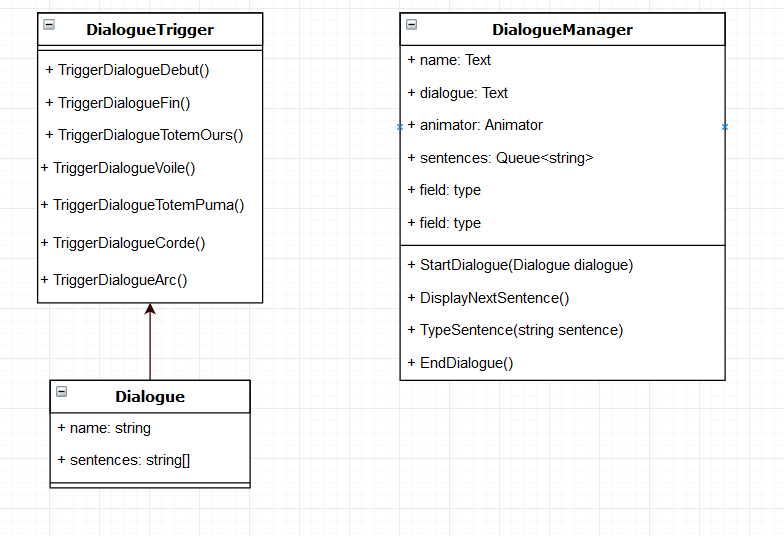 DialogueTrigger
+ TriggerDialogueDebut()
+ TriggerDialogueFin()
+ TriggerDialogueTotemOurs()
+ TriggerDialogueVoile()
+ TriggerDialogueTotemPuma()
+ TriggerDialogueCorde()
+ TriggerDialogueArc()
Dialogue
+ name: string
+ sentences: string[]
DialogueManager
+ name: Text
+ dialogue: Text
+ animator: Animator
+ sentences: Queue<string>
+ field: type
+ field: type
+ StartDialogue(Dialogue dialogue)
+ DisplayNextSentence()
+ TypeSentence(string sentence)
+ EndDialogue()